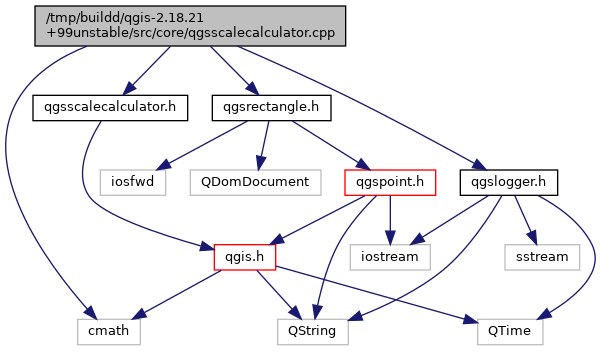 /tmp/buildd/qgis-2.18.21
+99unstable/src/core/qgsscalecalculator.cpp
qgsscalecalculator.h
qgsrectangle.h
iosfwd
QDomDocument
qgspoint.h
qgslogger.h
qgis.h
iostream
sstream
cmath
QString
QTime